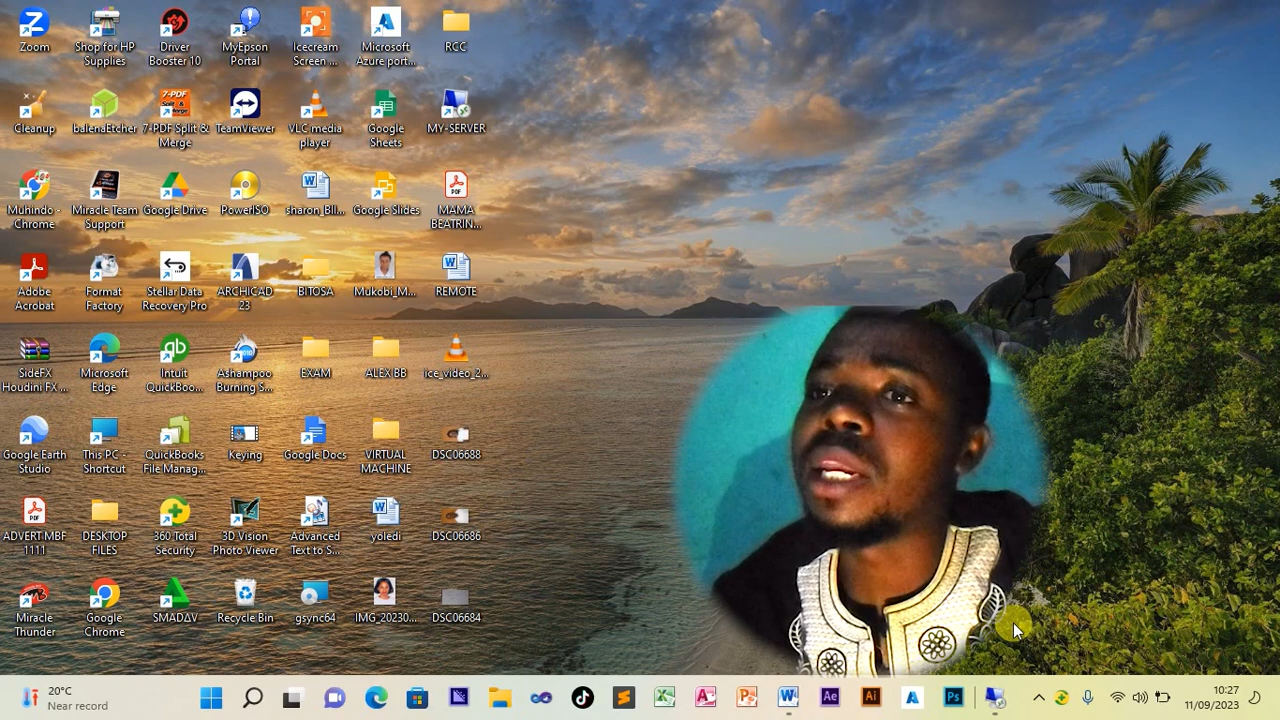 Zoom
Shop for HP
Supplies
Driver
Booster 10
MyEpson
Portal
Icecream
Screen ...
Microsoft
Azure port...
RCC
Cleanup
balenaEtcher
7-PDF Split &
Merge
TeamViewer
VLC media
player
Google
Sheets
MY-SERVER
Muhindo -
Chrome
Miracle Team
Support
Google Drive
PowerISO
sharon_BII...
Google Slides
MAMA
BEATRIN...
Adobe
Acrobat
Format
Factory
Stellar Data
Recovery Pro
ARCHICAD
23
BITOSA
Mukobi_M...
REMOTE
SideFX
Houdini FX ...
Microsoft
Edge
Intuit
QuickBoo...
Ashampoo
Burning S...
EXAM
ALEX BB
ice_video_2...
Google Earth
Studio
This PC -
Shortcut
QuickBooks
File Manag...
Keying
Google Docs
VIRTUAL
MACHINE
DSC06688
ADVERT MBF
1111
DESKTOP
FILES
360 Total
Security
3D Vision
Photo Viewer
Advanced
Text to S...
yoledi
DSC06686
Miracle
Thunder
Google
Chrome
SMADΔV
Recycle Bin
gsync64
IMG_20230...
DSC06684
20°C
Near record
10:27
11/09/2023